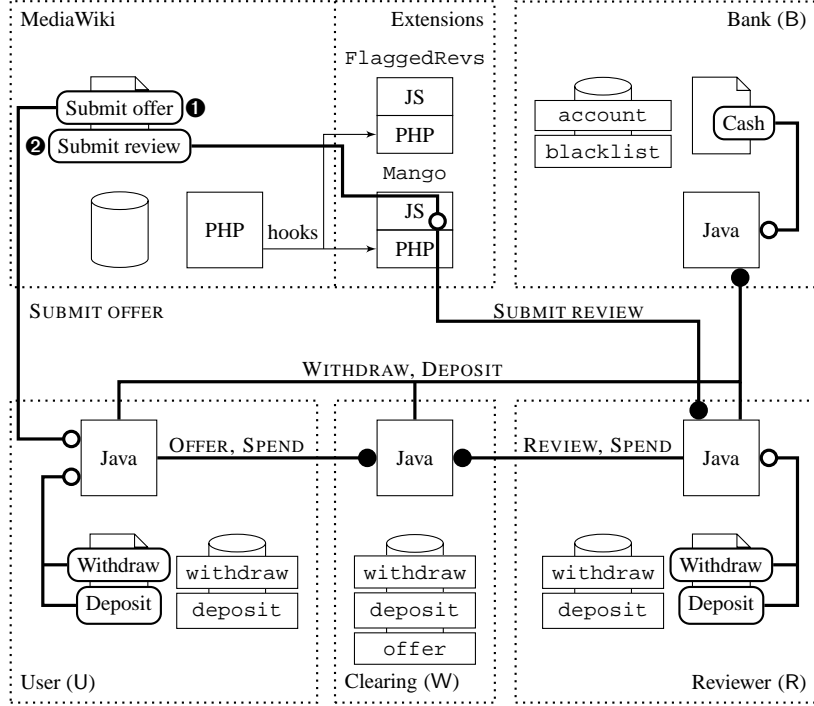 MediaWiki
Extensions
Bank (B)
FlaggedRevs
JS
PHP
Submit offer ❶
❷ Submit review
account
blacklist
Cash
Mango
JS
PHP
PHP
hooks
Java
SUBMIT OFFER
SUBMIT REVIEW
WITHDRAW, DEPOSIT
Java
OFFER, SPEND
Java
REVIEW, SPEND
Java
Withdraw
Deposit
withdraw
deposit
withdraw
deposit
offer
withdraw
deposit
Withdraw
Deposit
User (U)
Clearing (W)
Reviewer (R)